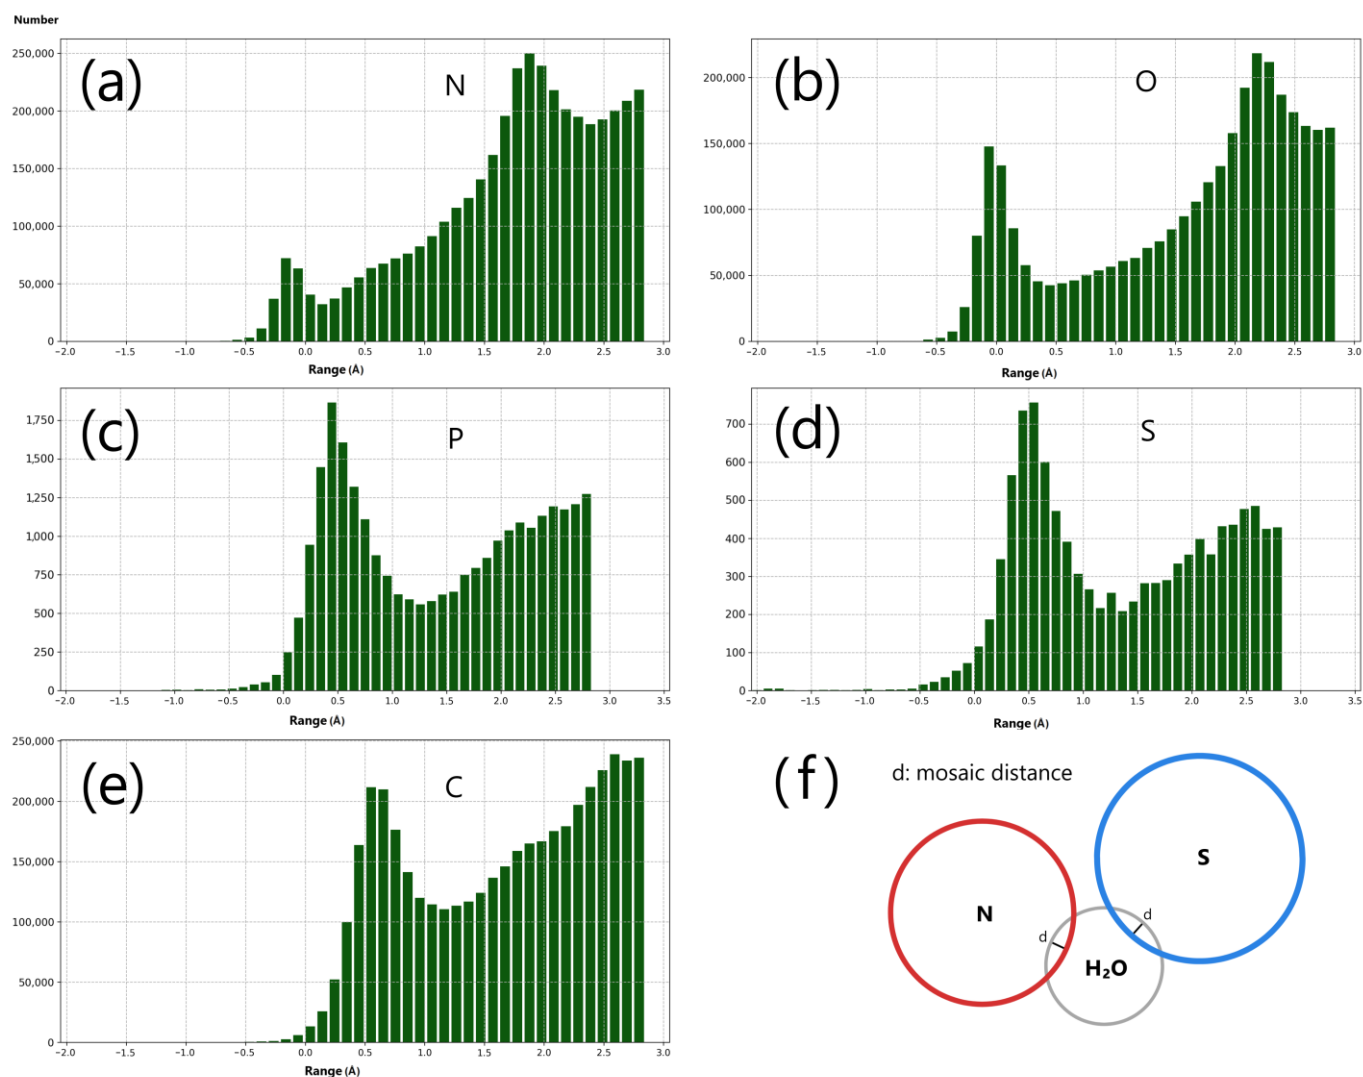 Number
(a)
N
250,000
200,000
150,000
100,000
50,000
0
−2.0 −1.5 −1.0 −0.5 0.0 0.5 1.0 1.5 2.0 2.5 3.0
Range (Å)
(b)
O
200,000
150,000
100,000
50,000
0
−2.0 −1.5 −1.0 −0.5 0.0 0.5 1.0 1.5 2.0 2.5 3.0
Range (Å)
(c)
P
1,750
1,500
1,250
1,000
750
500
250
0
−2.0 −1.5 −1.0 −0.5 0.0 0.5 1.0 1.5 2.0 2.5 3.0 3.5
Range (Å)
(d)
S
700
600
500
400
300
200
100
0
−2.0 −1.5 −1.0 −0.5 0.0 0.5 1.0 1.5 2.0 2.5 3.0 3.5
Range (Å)
(e)
C
250,000
200,000
150,000
100,000
50,000
0
−2.0 −1.5 −1.0 −0.5 0.0 0.5 1.0 1.5 2.0 2.5 3.0
Range (Å)
(f)
d: mosaic distance
S
N
d
d
H₂O